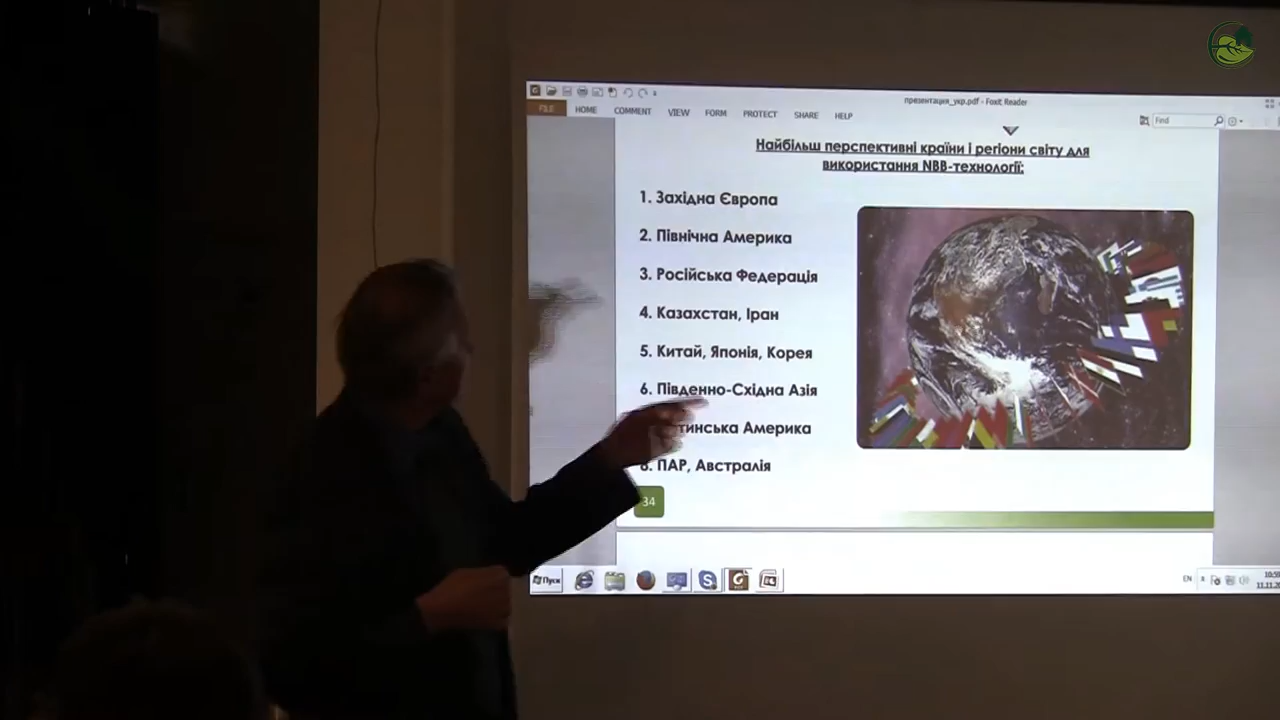 презентация_укр.pdf - Foxit Reader
FILE HOME COMMENT VIEW FORM PROTECT SHARE HELP
Find
Найбільш перспективні країни і регіони світу для
використання NBB-технології:
1. Західна Європа
2. Північна Америка
3. Російська Федерація
4. Казахстан, Іран
5. Китай, Японія, Корея
6. Південно-Східна Азія
Америка
8. ПАР, Австралія
34
Пуск
EN